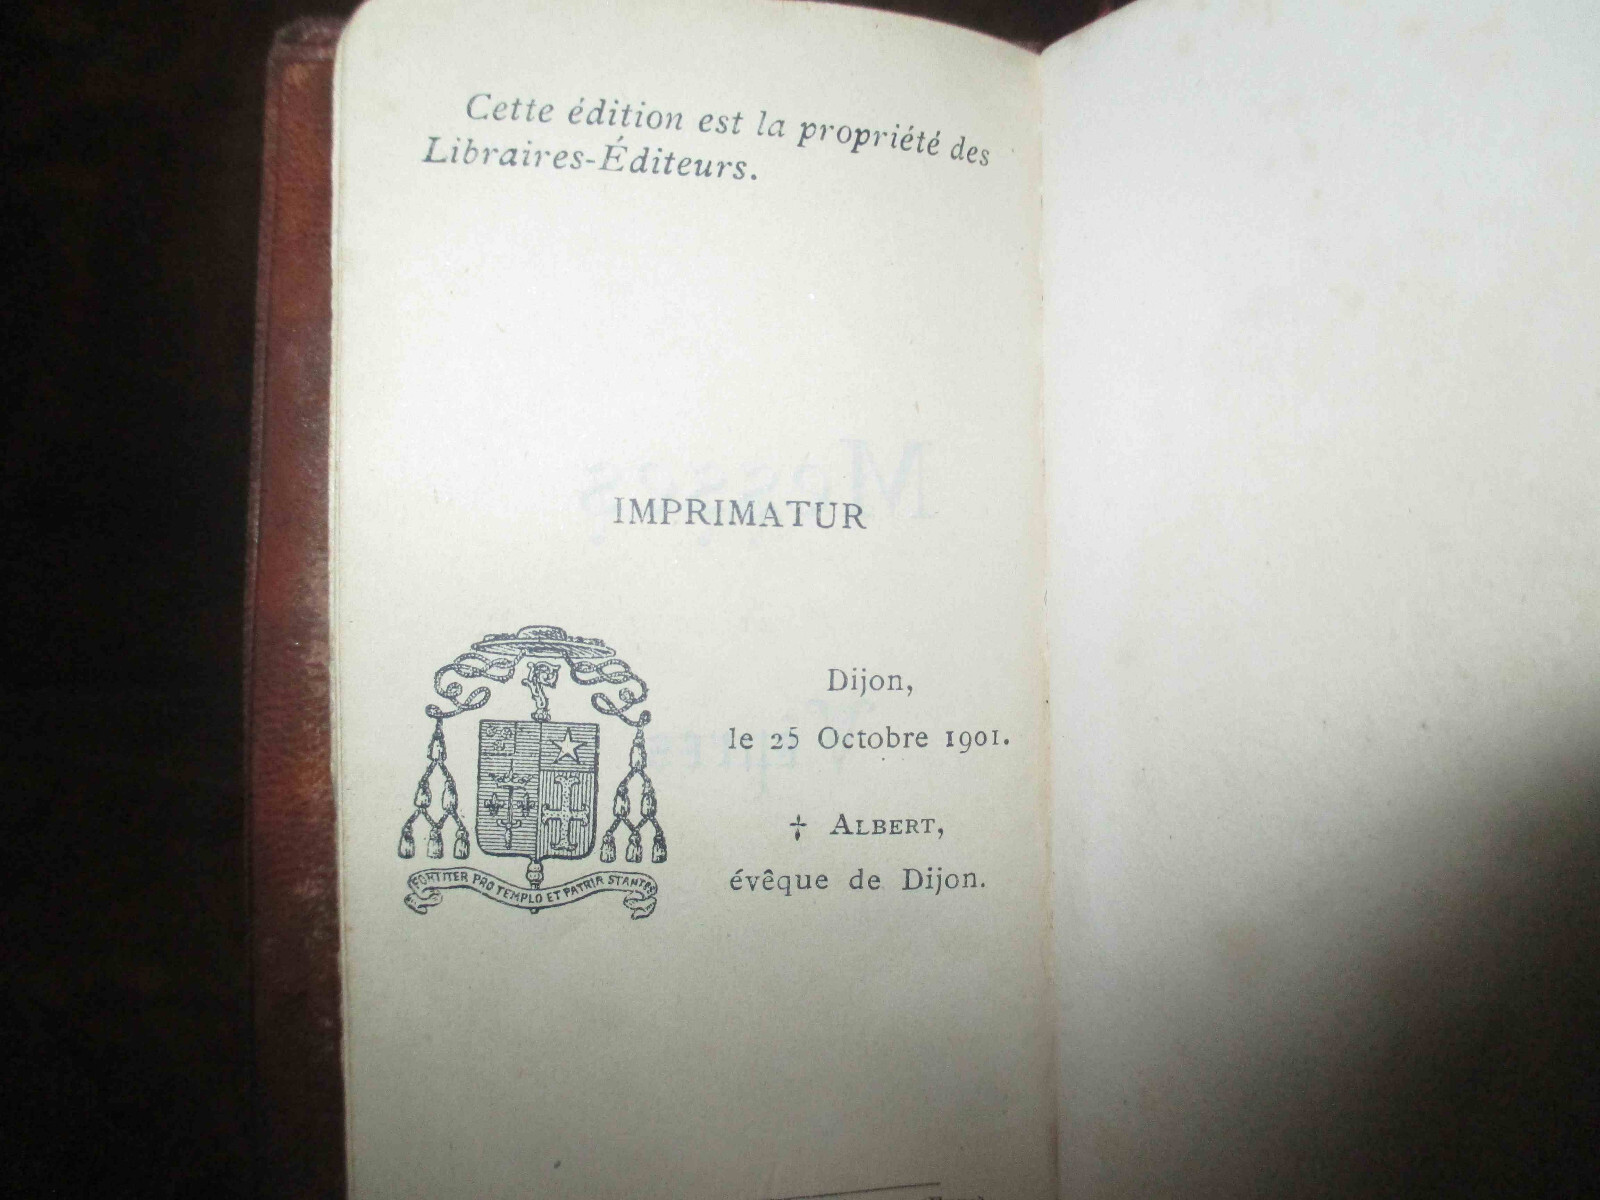 Cette édition est la propriété des
Libraires-Éditeurs.
IMPRIMATUR
Dijon,
le 25 Octobre 1901.
† ALBERT,
évêque de Dijon.
FORTITER PRO TEMPLO ET PATRIA STANTES